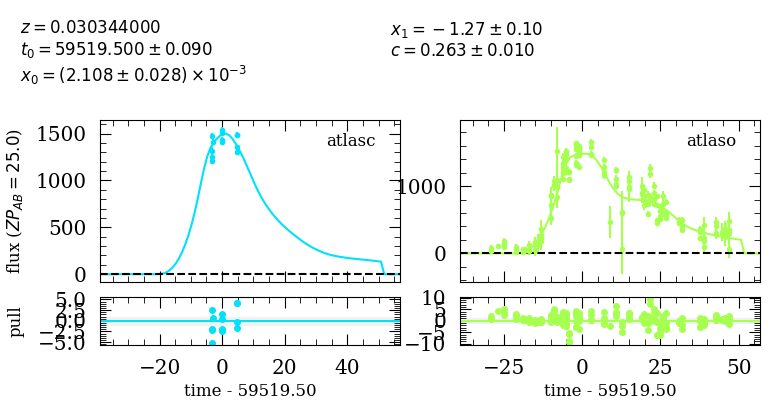 z = 0.030344000
t₀ = 59519.500 ± 0.090
x₀ = (2.108 ± 0.028) × 10⁻³
x₁ = −1.27 ± 0.10
c = 0.263 ± 0.010
flux (ZP_AB = 25.0)
1500
1000
500
0
atlasc
1000
0
atlaso
pull
5.0
2.5
0.0
−2.5
−5.0
10
5
0
−5
−10
−20 0 20 40
−25 0 25 50
time - 59519.50
time - 59519.50